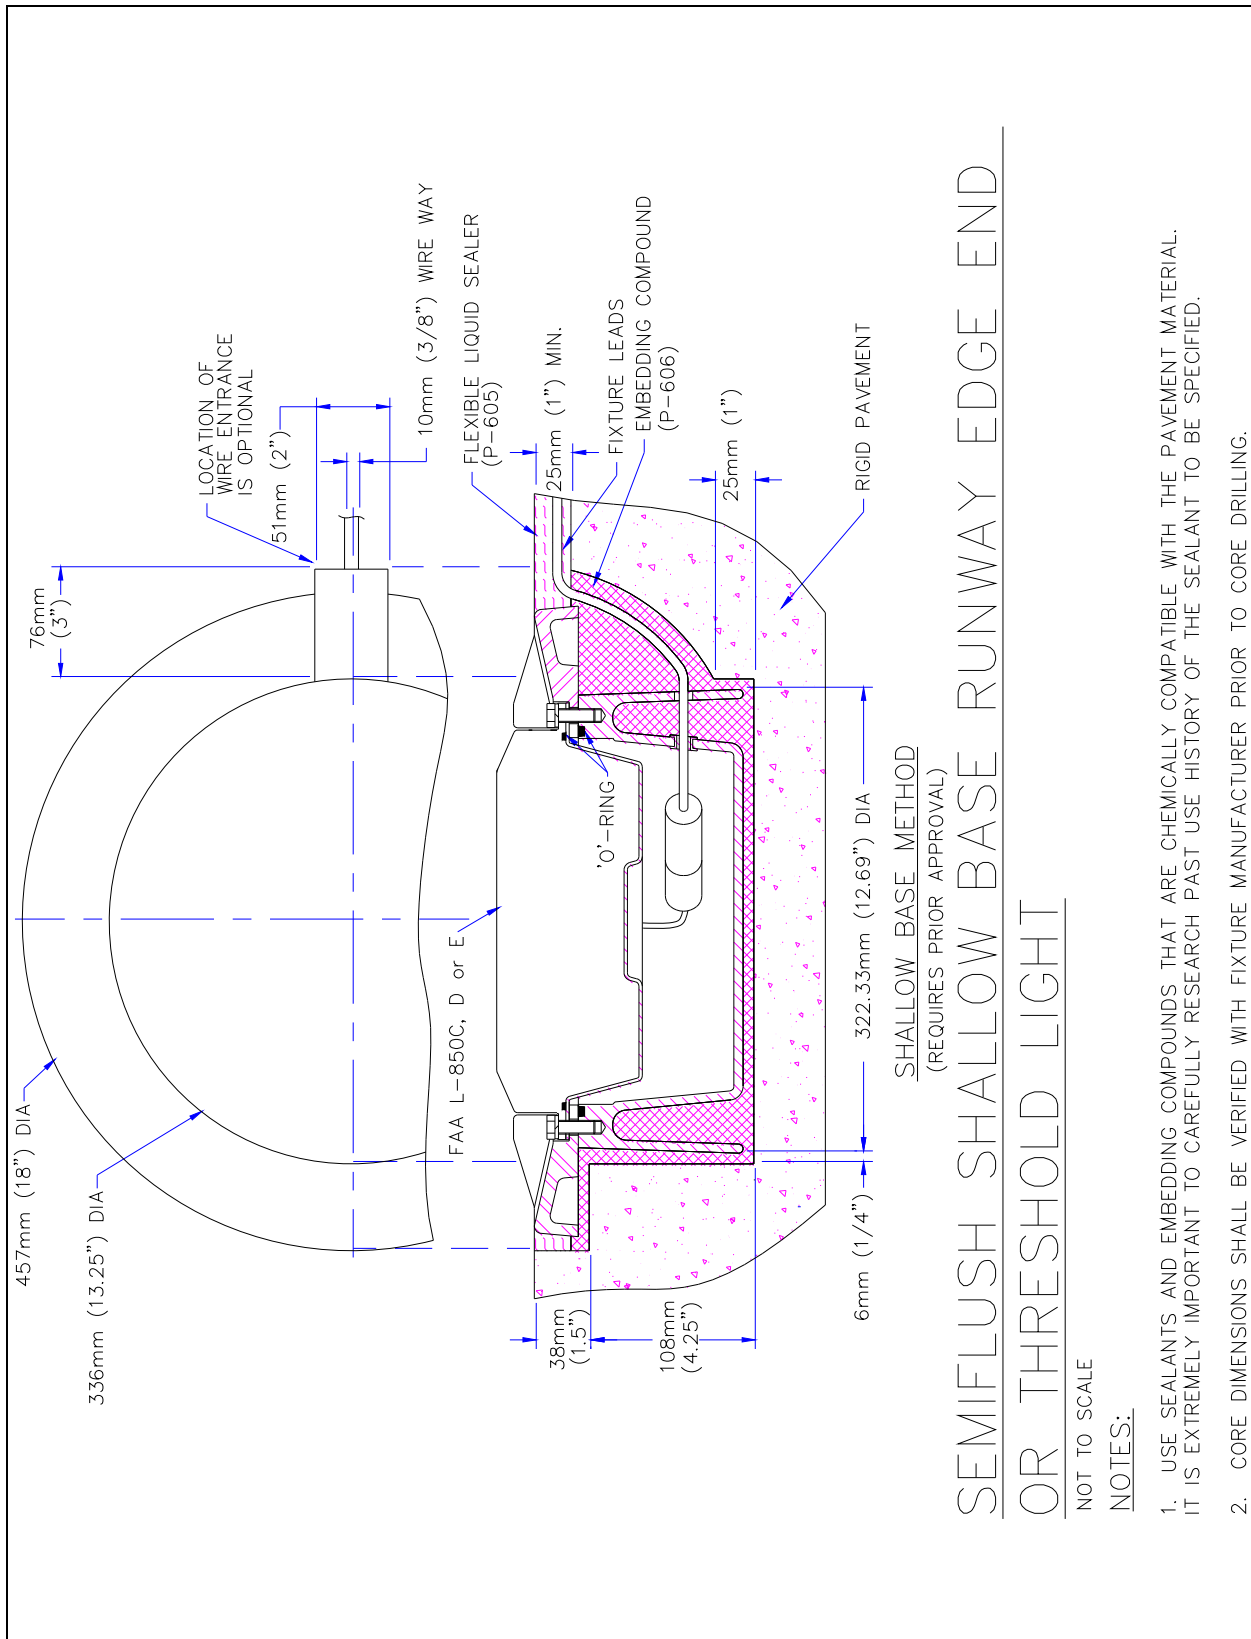 457mm (18") DIA
336mm (13.25") DIA
76mm
(3")
LOCATION OF
WIRE ENTRANCE
IS OPTIONAL
51mm (2")
10mm (3/8") WIRE WAY
FAA L-850C, D or E
FLEXIBLE LIQUID SEALER
(P-605)
25mm (1") MIN.
FIXTURE LEADS
EMBEDDING COMPOUND
(P-606)
'O'-RING
25mm (1")
RIGID PAVEMENT
38mm
(1.5")
108mm
(4.25")
6mm (1/4")
322.33mm (12.69") DIA
SHALLOW BASE METHOD
(REQUIRES PRIOR APPROVAL)
SEMIFLUSH SHALLOW BASE RUNWAY EDGE END
OR THRESHOLD LIGHT
NOT TO SCALE
NOTES:
1. USE SEALANTS AND EMBEDDING COMPOUNDS THAT ARE CHEMICALLY COMPATIBLE WITH THE PAVEMENT MATERIAL.
IT IS EXTREMELY IMPORTANT TO CAREFULLY RESEARCH PAST USE HISTORY OF THE SEALANT TO BE SPECIFIED.
2. CORE DIMENSIONS SHALL BE VERIFIED WITH FIXTURE MANUFACTURER PRIOR TO CORE DRILLING.